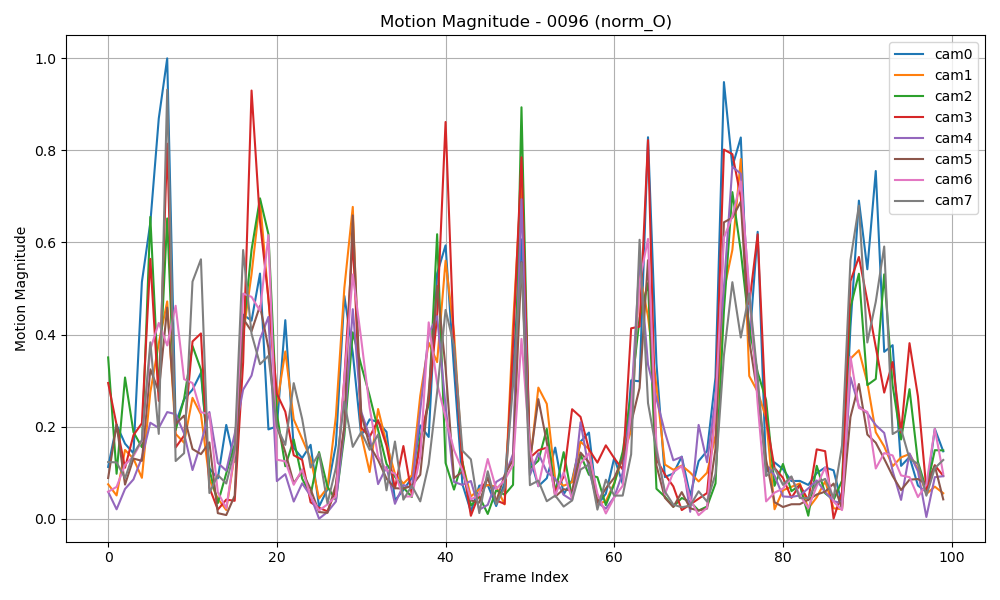 Motion Magnitude - 0096 (norm_O)
Motion Magnitude
1.0
0.8
0.6
0.4
0.2
0.0
0
20
40
60
80
100
Frame Index
cam0
cam1
cam2
cam3
cam4
cam5
cam6
cam7